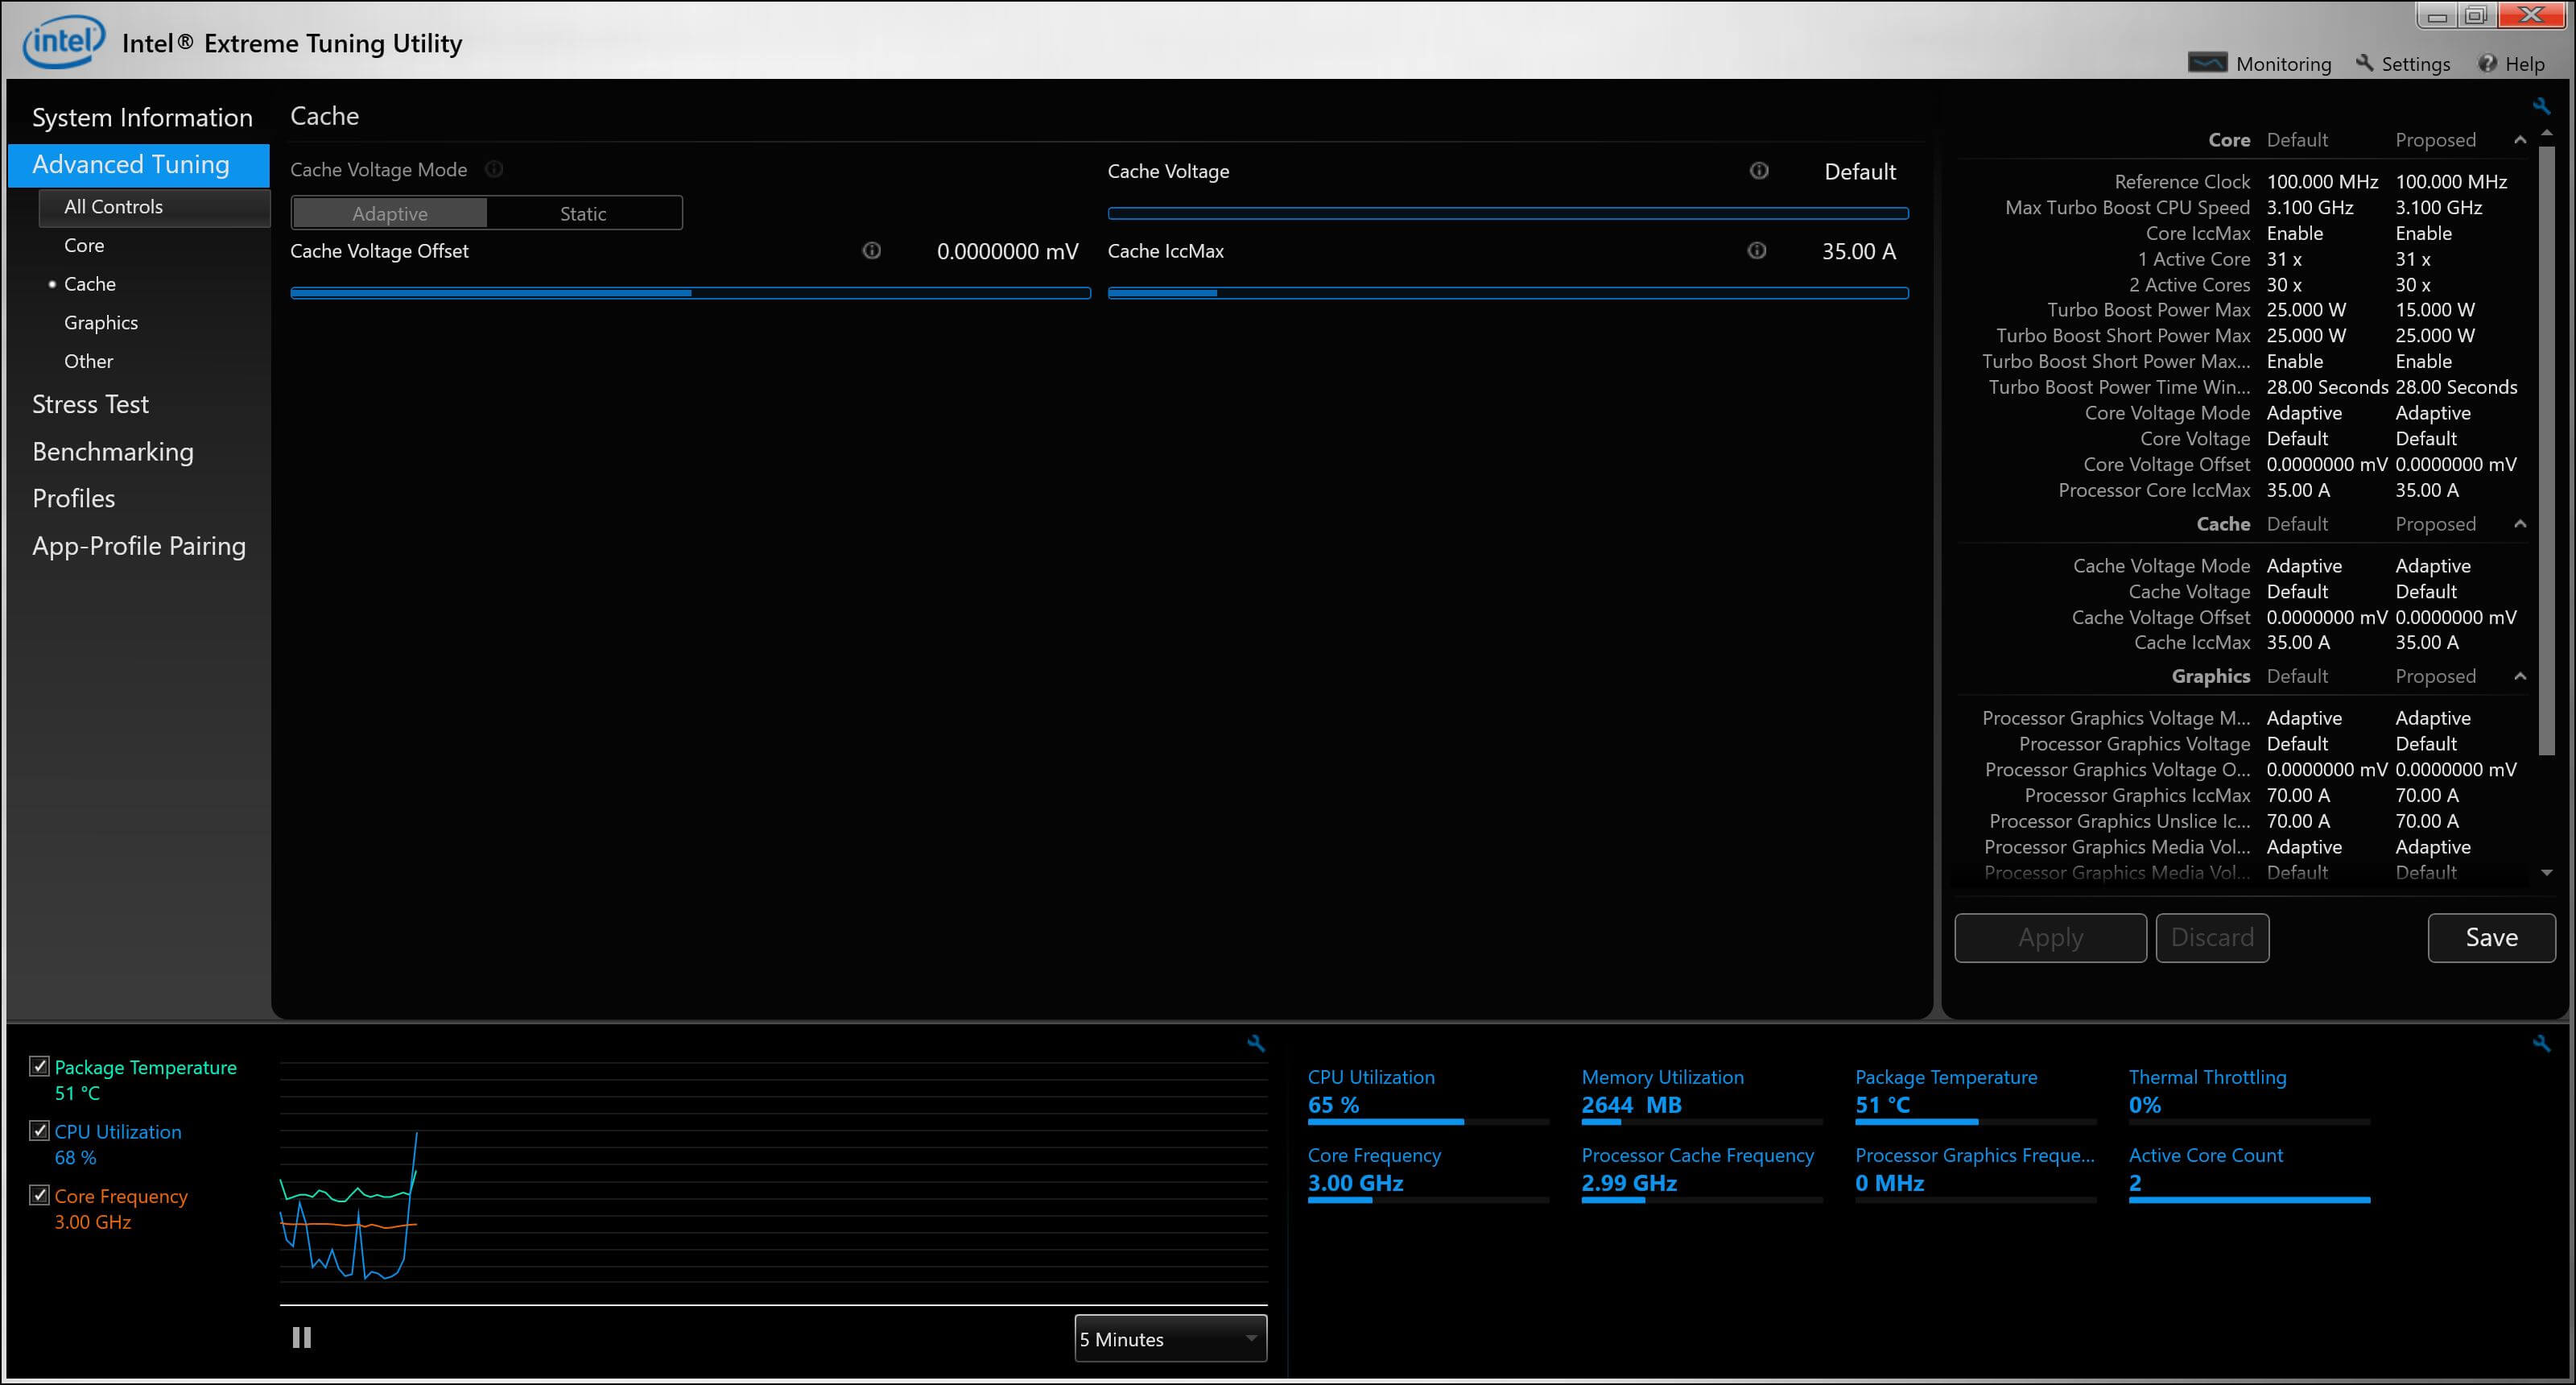 intel
Intel® Extreme Tuning Utility
Monitoring Settings Help
System Information
Advanced Tuning
All Controls
Core
Cache
Graphics
Other
Stress Test
Benchmarking
Profiles
App-Profile Pairing
Cache
Cache Voltage Mode
Adaptive Static
Cache Voltage Default
Cache Voltage Offset 0.0000000 mV
Cache IccMax 35.00 A
Core Default Proposed
Reference Clock 100.000 MHz 100.000 MHz
Max Turbo Boost CPU Speed 3.100 GHz 3.100 GHz
Core IccMax Enable Enable
1 Active Core 31 x 31 x
2 Active Cores 30 x 30 x
Turbo Boost Power Max 25.000 W 15.000 W
Turbo Boost Short Power Max 25.000 W 25.000 W
Turbo Boost Short Power Max... Enable Enable
Turbo Boost Power Time Win... 28.00 Seconds 28.00 Seconds
Core Voltage Mode Adaptive Adaptive
Core Voltage Default Default
Core Voltage Offset 0.0000000 mV 0.0000000 mV
Processor Core IccMax 35.00 A 35.00 A
Cache Default Proposed
Cache Voltage Mode Adaptive Adaptive
Cache Voltage Default Default
Cache Voltage Offset 0.0000000 mV 0.0000000 mV
Cache IccMax 35.00 A 35.00 A
Graphics Default Proposed
Processor Graphics Voltage M... Adaptive Adaptive
Processor Graphics Voltage Default Default
Processor Graphics Voltage O... 0.0000000 mV 0.0000000 mV
Processor Graphics IccMax 70.00 A 70.00 A
Processor Graphics Unslice Ic... 70.00 A 70.00 A
Processor Graphics Media Vol... Adaptive Adaptive
Processor Graphics Media Vol... Default Default
Apply Discard Save
Package Temperature
51 °C
CPU Utilization
68 %
Core Frequency
3.00 GHz
5 Minutes
CPU Utilization Memory Utilization Package Temperature Thermal Throttling
65 % 2644 MB 51 °C 0%
Core Frequency Processor Cache Frequency Processor Graphics Freque... Active Core Count
3.00 GHz 2.99 GHz 0 MHz 2